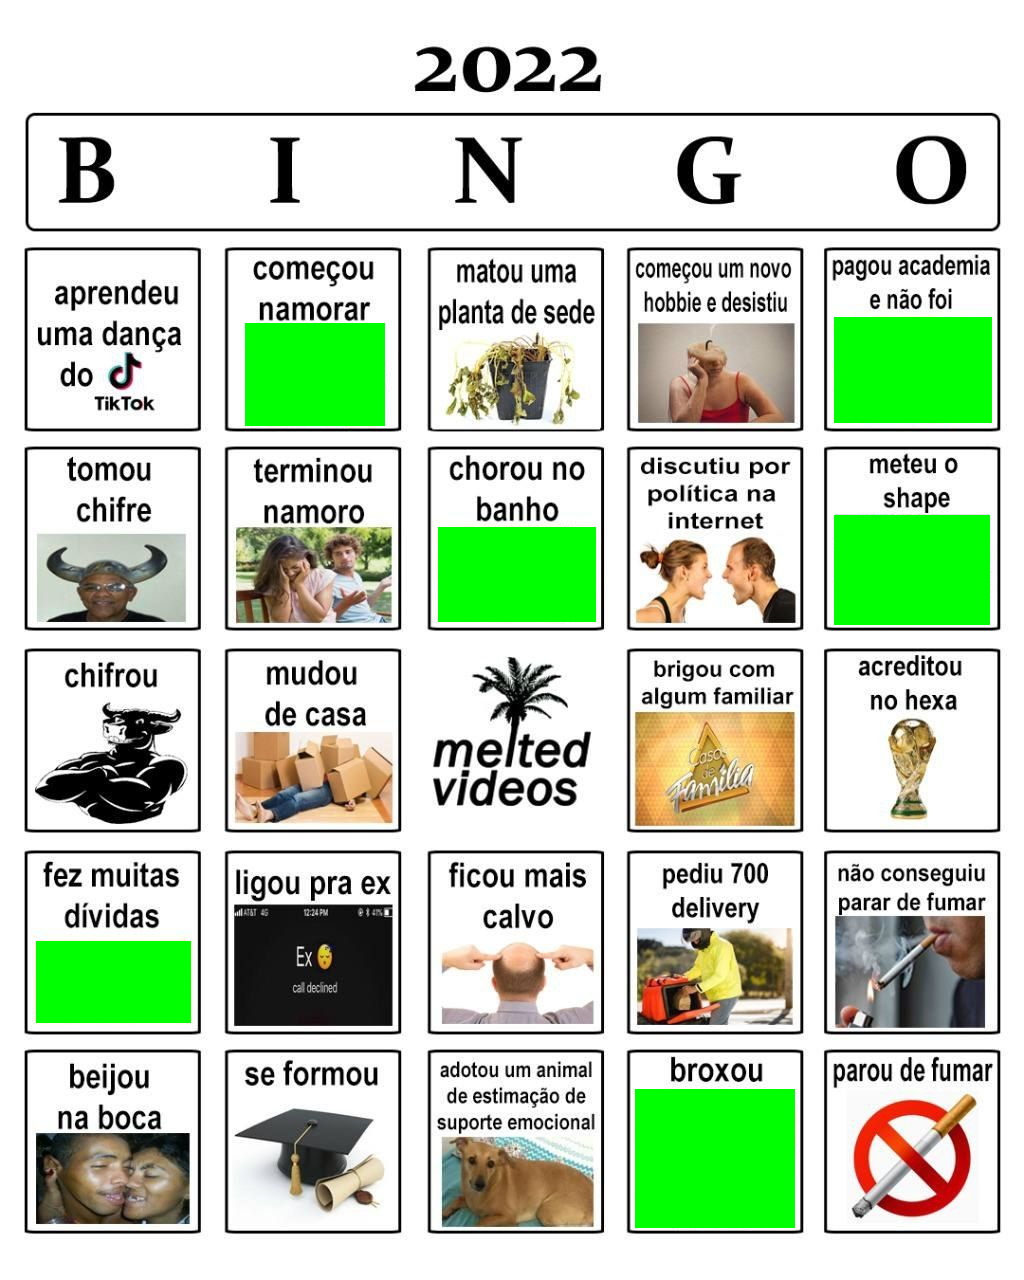 2022
B I N G O
aprendeu
uma dança
do
TikTok
começou
namorar
matou uma
planta de sede
começou um novo
hobbie e desistiu
pagou academia
e não foi
tomou
chifre
terminou
namoro
chorou no
banho
discutiu por
política na
internet
meteu o
shape
chifrou
mudou
de casa
melted
videos
brigou com
algum familiar
Casos
de
Família
acreditou
no hexa
fez muitas
dívidas
ligou pra ex
AT&T 4G 12:24 PM 41%
Ex
call declined
ficou mais
calvo
pediu 700
delivery
não conseguiu
parar de fumar
beijou
na boca
se formou
adotou um animal
de estimação de
suporte emocional
broxou
parou de fumar